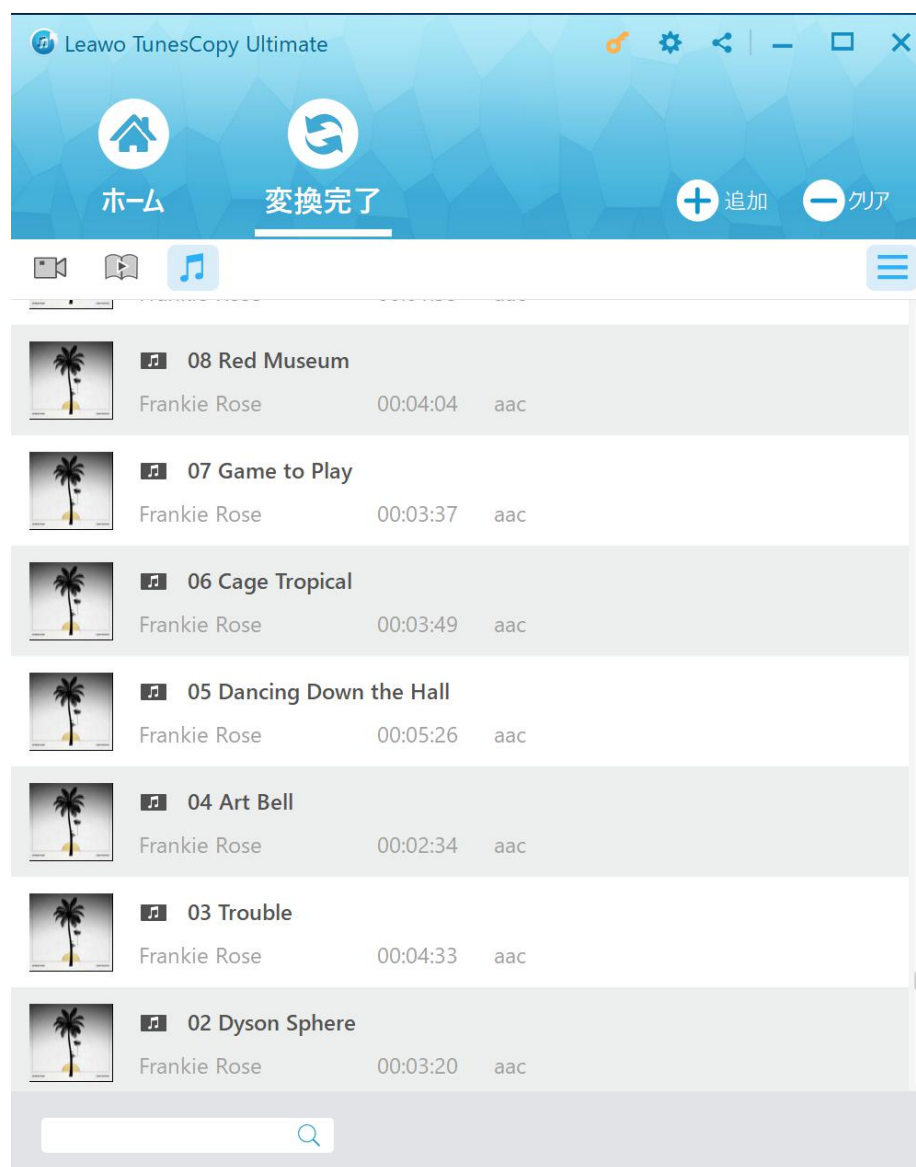 Leawo TunesCopy Ultimate
ホーム
変換完了
追加
クリア
08 Red Museum
Frankie Rose 00:04:04 aac
07 Game to Play
Frankie Rose 00:03:37 aac
06 Cage Tropical
Frankie Rose 00:03:49 aac
05 Dancing Down the Hall
Frankie Rose 00:05:26 aac
04 Art Bell
Frankie Rose 00:02:34 aac
03 Trouble
Frankie Rose 00:04:33 aac
02 Dyson Sphere
Frankie Rose 00:03:20 aac